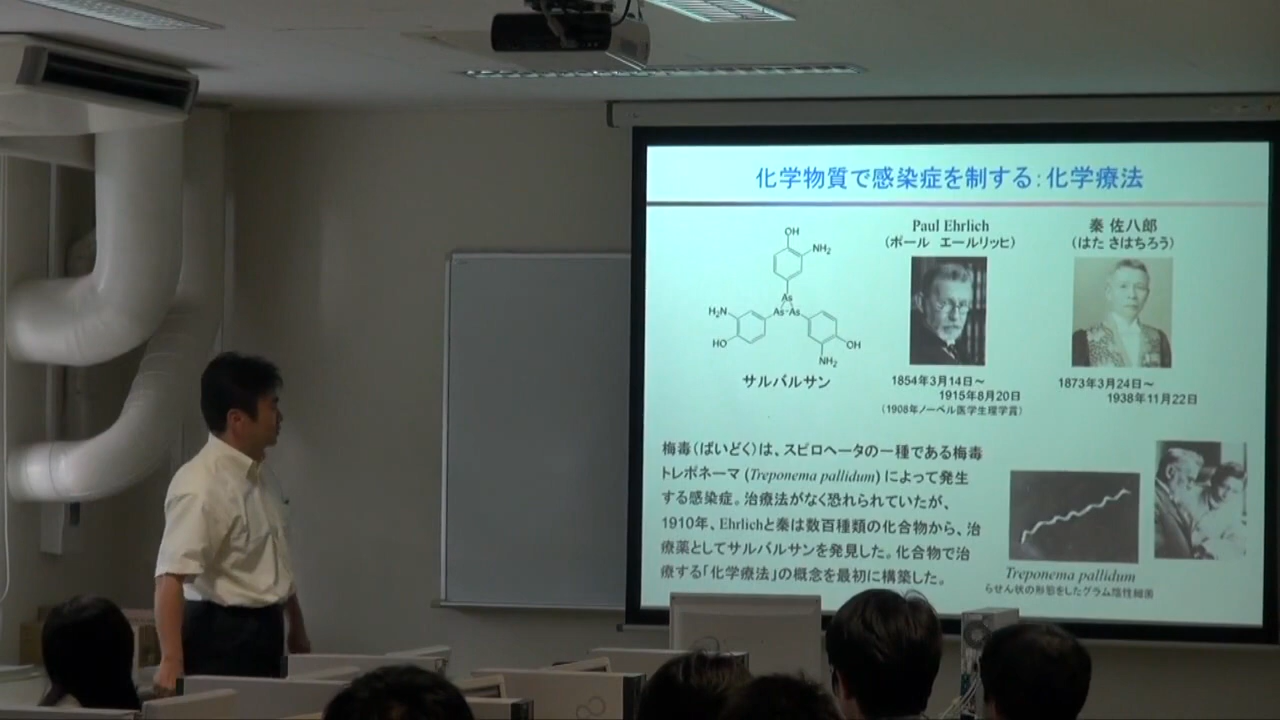 化学物質で感染症を制する：化学療法
Paul Ehrlich
（ポール　エールリッヒ）
秦 佐八郎
（はた さはちろう）
OH
NH2
As
As
As
H2N
HO
OH
NH2
サルバルサン
1854年3月14日～
1915年8月20日
（1908年ノーベル医学生理学賞）
1873年3月24日～
1938年11月22日
梅毒（ばいどく）は、スピロヘータの一種である梅毒
トレポネーマ (Treponema pallidum) によって発生
する感染症。治療法がなく恐れられていたが、
1910年、Ehrlichと秦は数百種類の化合物から、治
療薬としてサルバルサンを発見した。化合物で治
療する「化学療法」の概念を最初に構築した。
Treponema pallidum
らせん状の形態をしたグラム陰性細菌